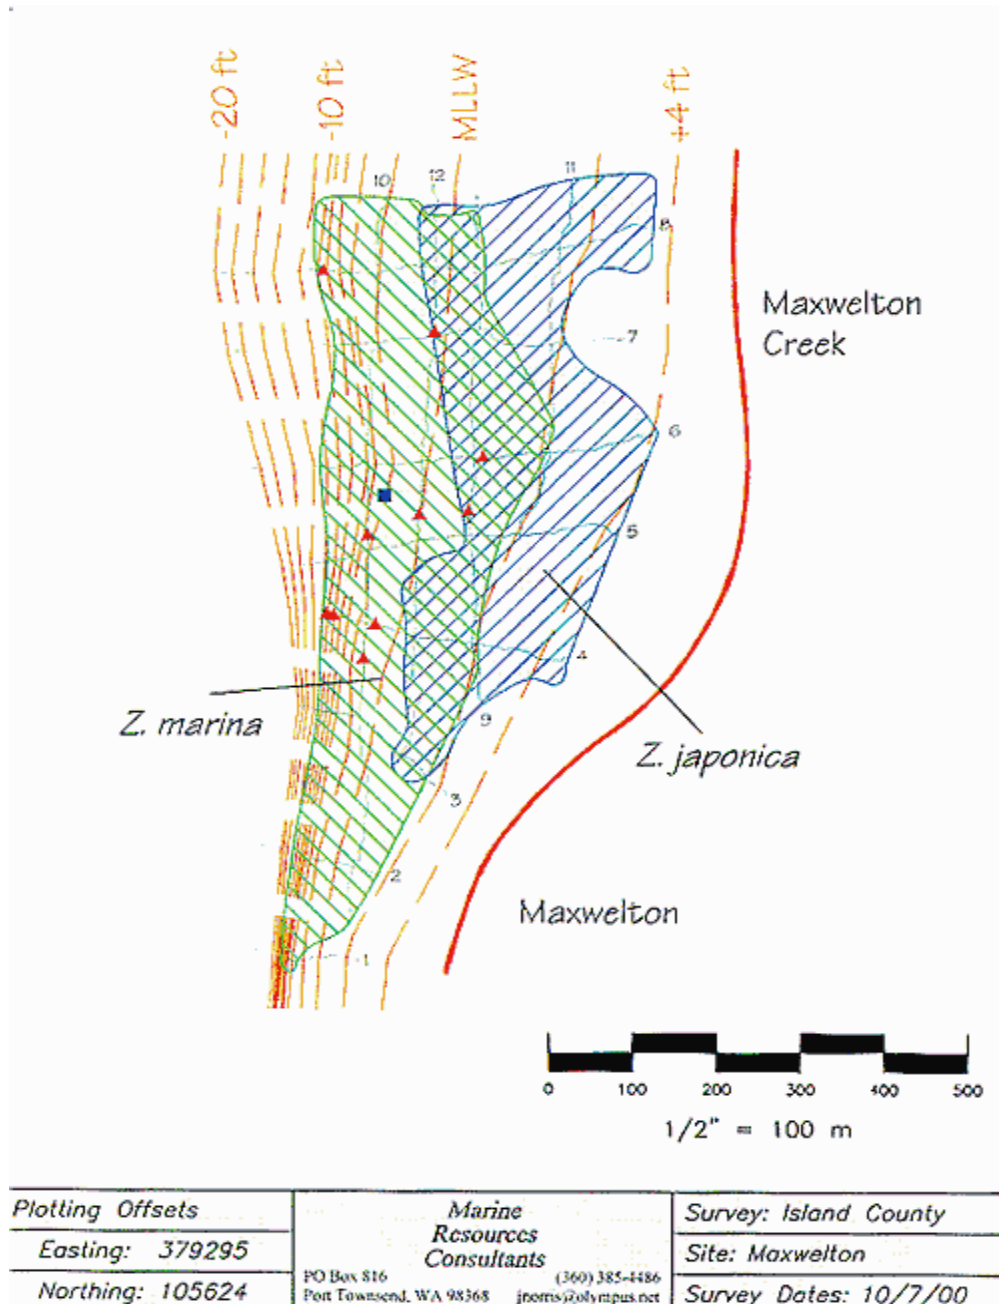 -20 ft
-10 ft
MLLW
+4 ft
10
12
11
8
Maxwelton
Creek
7
6
5
4
Z. marina
9
Z. japonica
3
2
Maxwelton
1
0 100 200 300 400 500
1/2" = 100 m
Plotting Offsets
Easting: 379295
Northing: 105624
Marine
Resources
Consultants
PO Box 816 (360) 385-4486
Port Townsend, WA 98368 jnorris@olympus.net
Survey: Island County
Site: Maxwelton
Survey Dates: 10/7/00